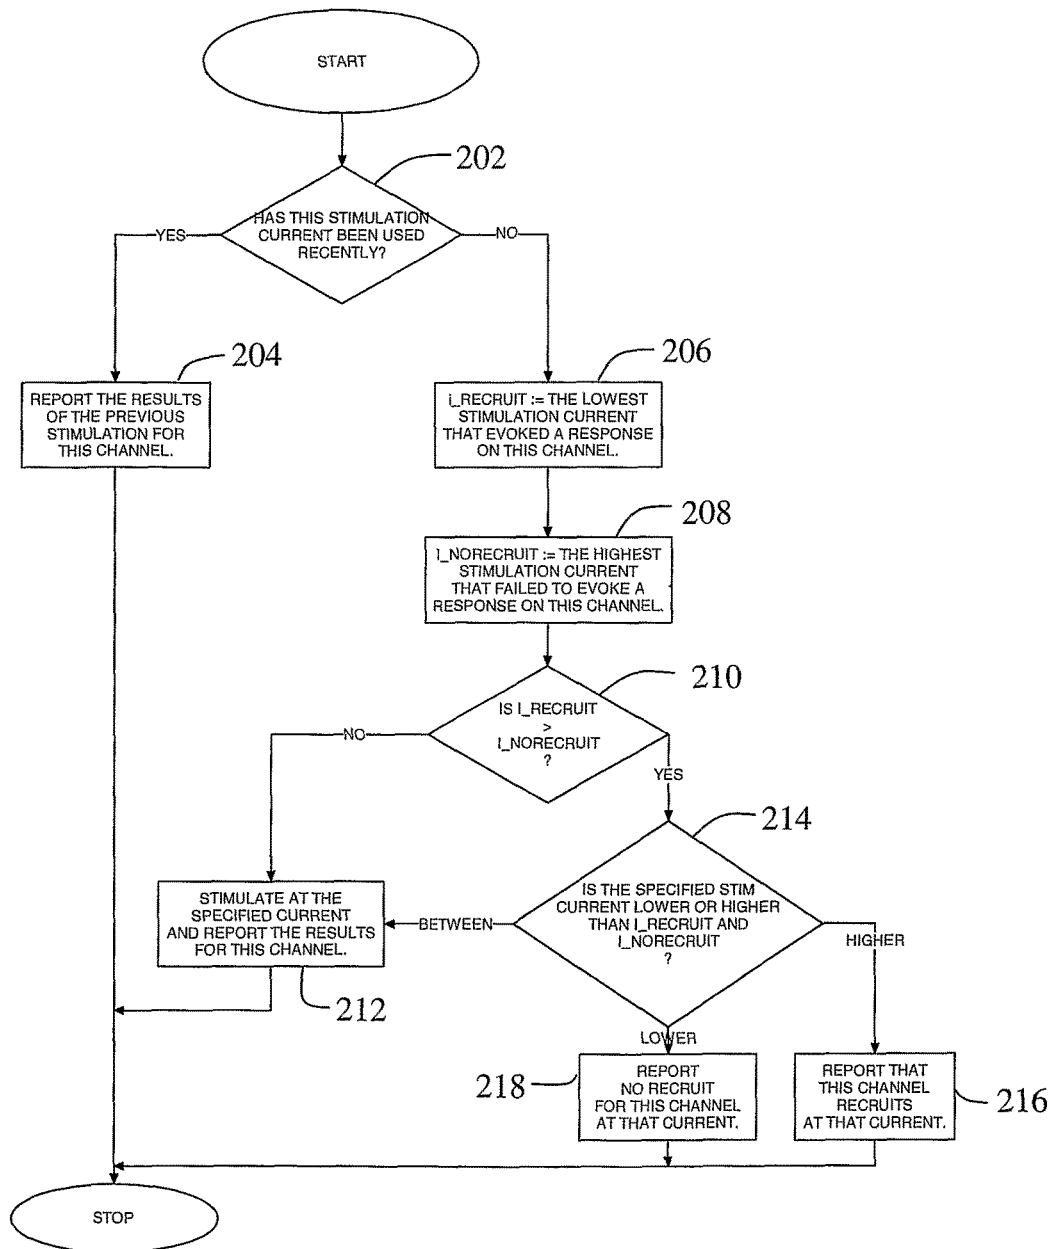 START
202
HAS THIS STIMULATION
CURRENT BEEN USED
RECENTLY?
YES
NO
204
REPORT THE RESULTS
OF THE PREVIOUS
STIMULATION FOR
THIS CHANNEL.
206
I_RECRUIT := THE LOWEST
STIMULATION CURRENT
THAT EVOKED A RESPONSE
ON THIS CHANNEL.
208
I_NORECRUIT := THE HIGHEST
STIMULATION CURRENT
THAT FAILED TO EVOKE A
RESPONSE ON THIS CHANNEL.
210
IS I_RECRUIT
>
I_NORECRUIT
?
NO
YES
214
IS THE SPECIFIED STIM
CURRENT LOWER OR HIGHER
THAN I_RECRUIT AND
I_NORECRUIT
?
BETWEEN
HIGHER
LOWER
STIMULATE AT THE
SPECIFIED CURRENT
AND REPORT THE RESULTS
FOR THIS CHANNEL.
212
218
REPORT
NO RECRUIT
FOR THIS CHANNEL
AT THAT CURRENT.
REPORT THAT
THIS CHANNEL
RECRUITS
AT THAT CURRENT.
216
STOP